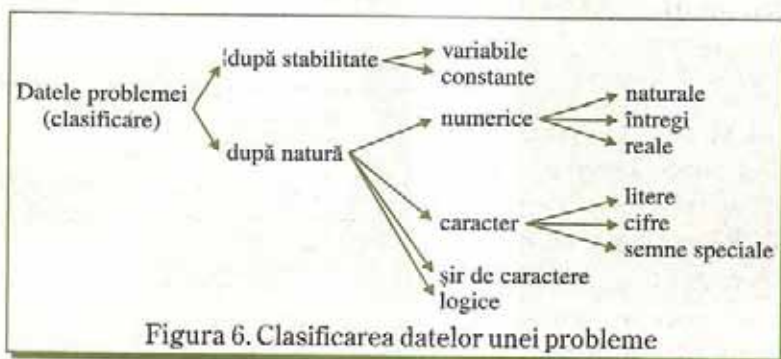 Datele problemei
(clasificare)
după stabilitate
variabile
constante
după natură
numerice
naturale
întregi
reale
caracter
litere
cifre
semne speciale
şir de caractere
logice
Figura 6. Clasificarea datelor unei probleme